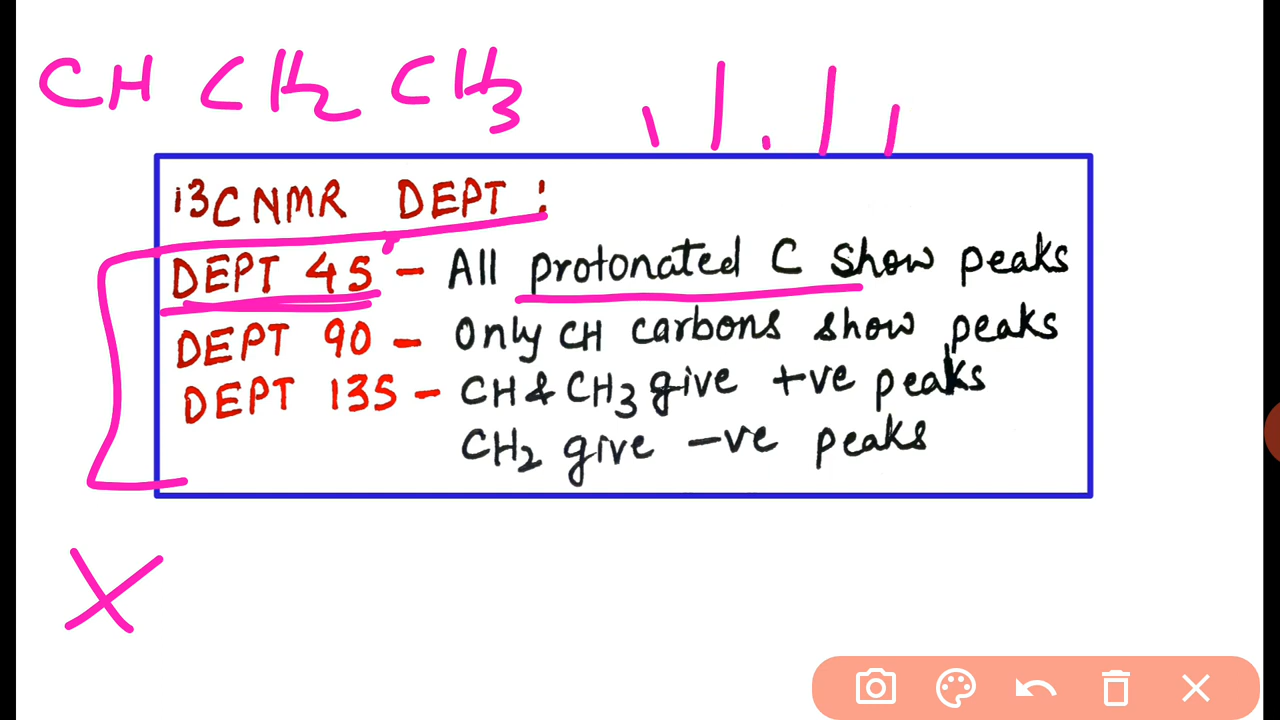 CH CH2 CH3
13C NMR DEPT :
DEPT 45 - All protonated C show peaks
DEPT 90 - Only CH carbons show peaks
DEPT 135 - CH & CH3 give +ve peaks
CH2 give -ve peaks